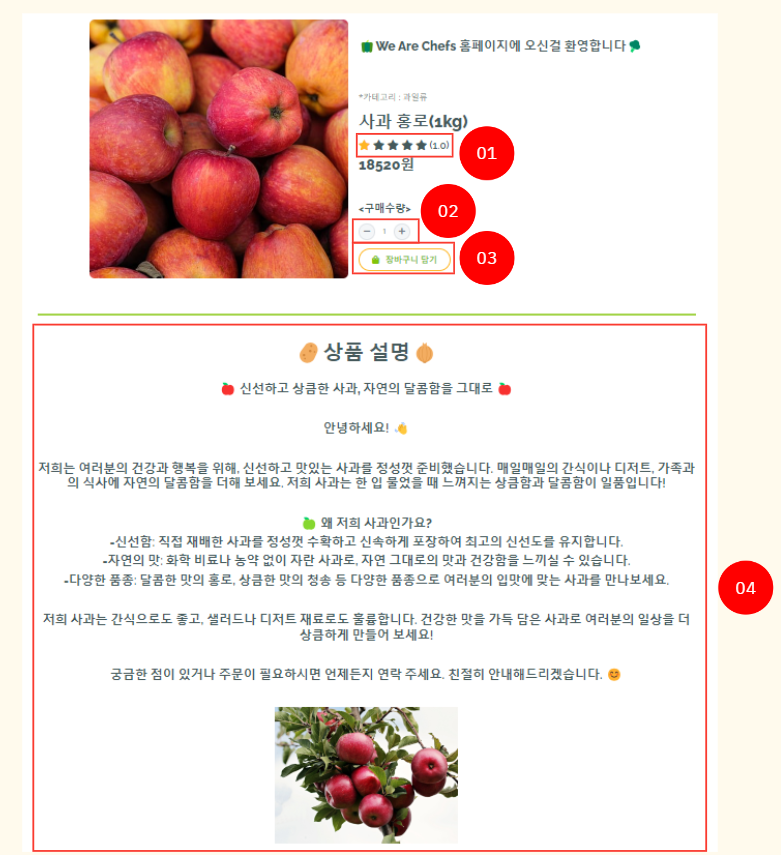 We Are Chefs 홈페이지에 오신걸 환영합니다
*카테고리 : 과일류
사과 홍로(1kg)
(1.0)
01
18520원
<구매수량>
02
− 1 +
장바구니 담기
03
상품 설명
신선하고 상큼한 사과, 자연의 달콤함을 그대로
안녕하세요!
저희는 여러분의 건강과 행복을 위해, 신선하고 맛있는 사과를 정성껏 준비했습니다. 매일매일의 간식이나 디저트, 가족과
의 식사에 자연의 달콤함을 더해 보세요. 저희 사과는 한 입 물었을 때 느껴지는 상큼함과 달콤함이 일품입니다!
왜 저희 사과인가요?
-신선함: 직접 재배한 사과를 정성껏 수확하고 신속하게 포장하여 최고의 신선도를 유지합니다.
-자연의 맛: 화학 비료나 농약 없이 자란 사과로, 자연 그대로의 맛과 건강함을 느끼실 수 있습니다.
-다양한 품종: 달콤한 맛의 홍로, 상큼한 맛의 청송 등 다양한 품종으로 여러분의 입맛에 맞는 사과를 만나보세요.
04
저희 사과는 간식으로도 좋고, 샐러드나 디저트 재료로도 훌륭합니다. 건강한 맛을 가득 담은 사과로 여러분의 일상을 더
상큼하게 만들어 보세요!
궁금한 점이 있거나 주문이 필요하시면 언제든지 연락 주세요. 친절히 안내해드리겠습니다.